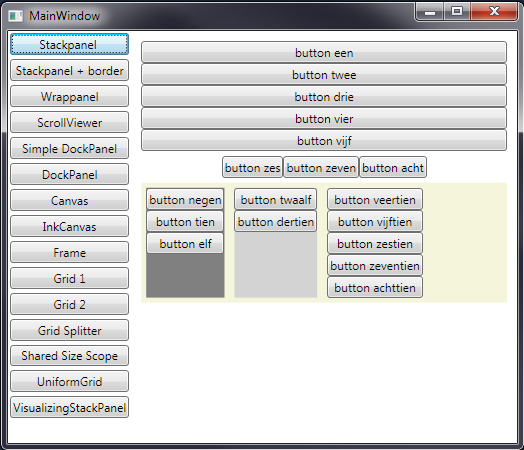 MainWindow
Stackpanel
Stackpanel + border
Wrappanel
ScrollViewer
Simple DockPanel
DockPanel
Canvas
InkCanvas
Frame
Grid 1
Grid 2
Grid Splitter
Shared Size Scope
UniformGrid
VisualizingStackPanel
button een
button twee
button drie
button vier
button vijf
button zes button zeven button acht
button negen
button tien
button elf
button twaalf
button dertien
button veertien
button vijftien
button zestien
button zeventien
button achttien